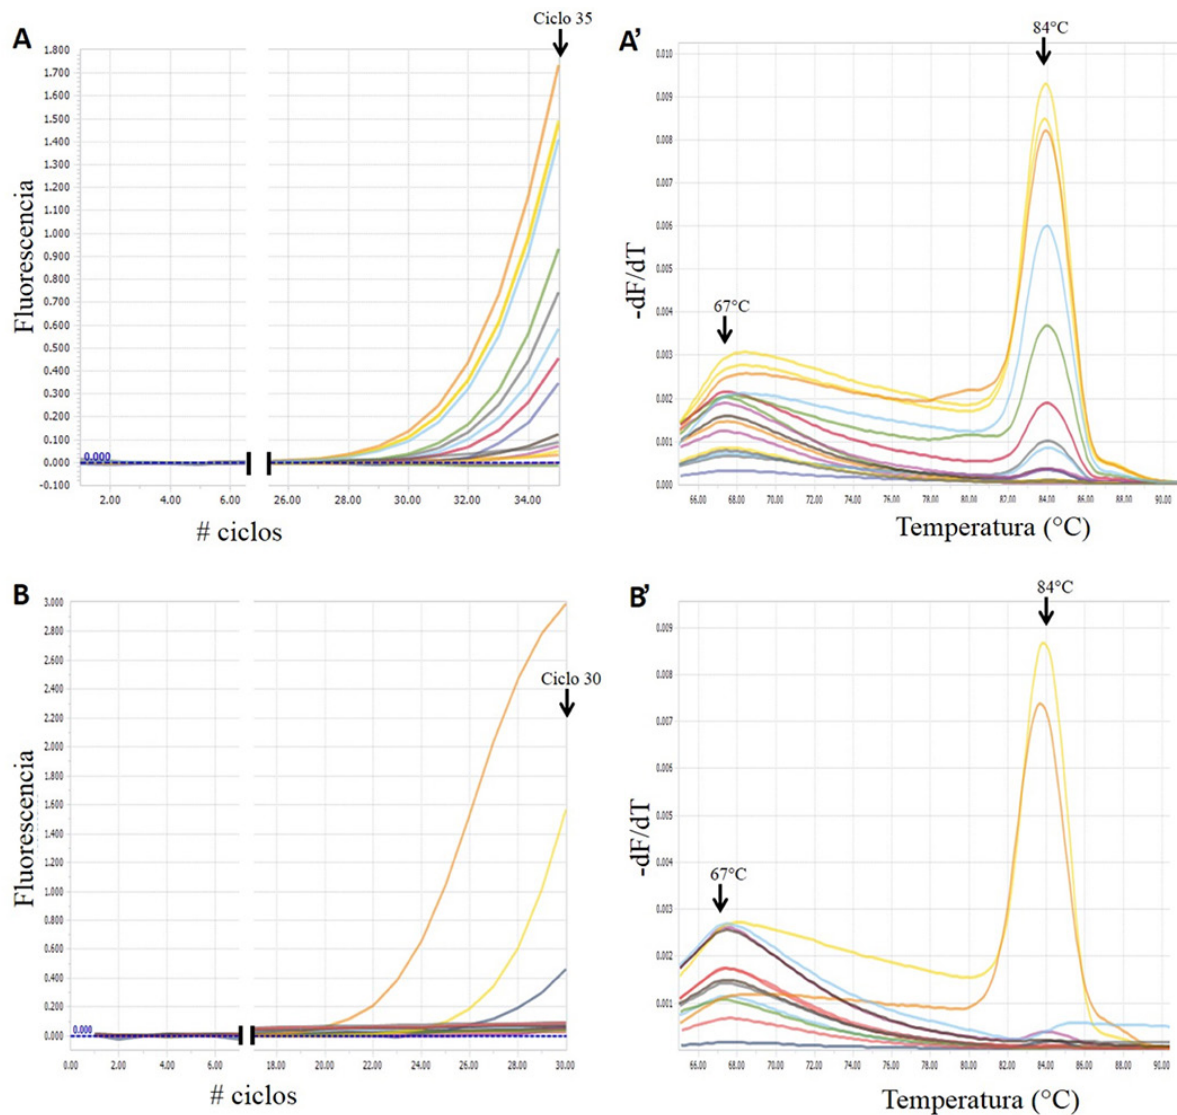 A
Ciclo 35
1.800
1.700
1.600
1.500
1.400
1.300
1.200
1.100
1.000
0.900
0.800
0.700
0.600
0.500
0.400
0.300
0.200
0.100
0.000
-0.100
0.000
Fluorescencia
2.00 4.00 6.00 26.00 28.00 30.00 32.00 34.00
# ciclos
A'
84°C
67°C
0.010
0.009
0.008
0.007
0.006
0.005
0.004
0.003
0.002
0.001
0.000
-dF/dT
66.00 68.00 70.00 72.00 74.00 76.00 78.00 80.00 82.00 84.00 86.00 88.00 90.00
Temperatura (°C)
B
Ciclo 30
3.000
2.800
2.600
2.400
2.200
2.000
1.800
1.600
1.400
1.200
1.000
0.800
0.600
0.400
0.200
0.000
0.000
Fluorescencia
0.00 2.00 4.00 6.00 18.00 20.00 22.00 24.00 26.00 28.00 30.00
# ciclos
B'
84°C
67°C
0.009
0.008
0.007
0.006
0.005
0.004
0.003
0.002
0.001
-dF/dT
66.00 68.00 70.00 72.00 74.00 76.00 78.00 80.00 82.00 84.00 86.00 88.00 90.00
Temperatura (°C)